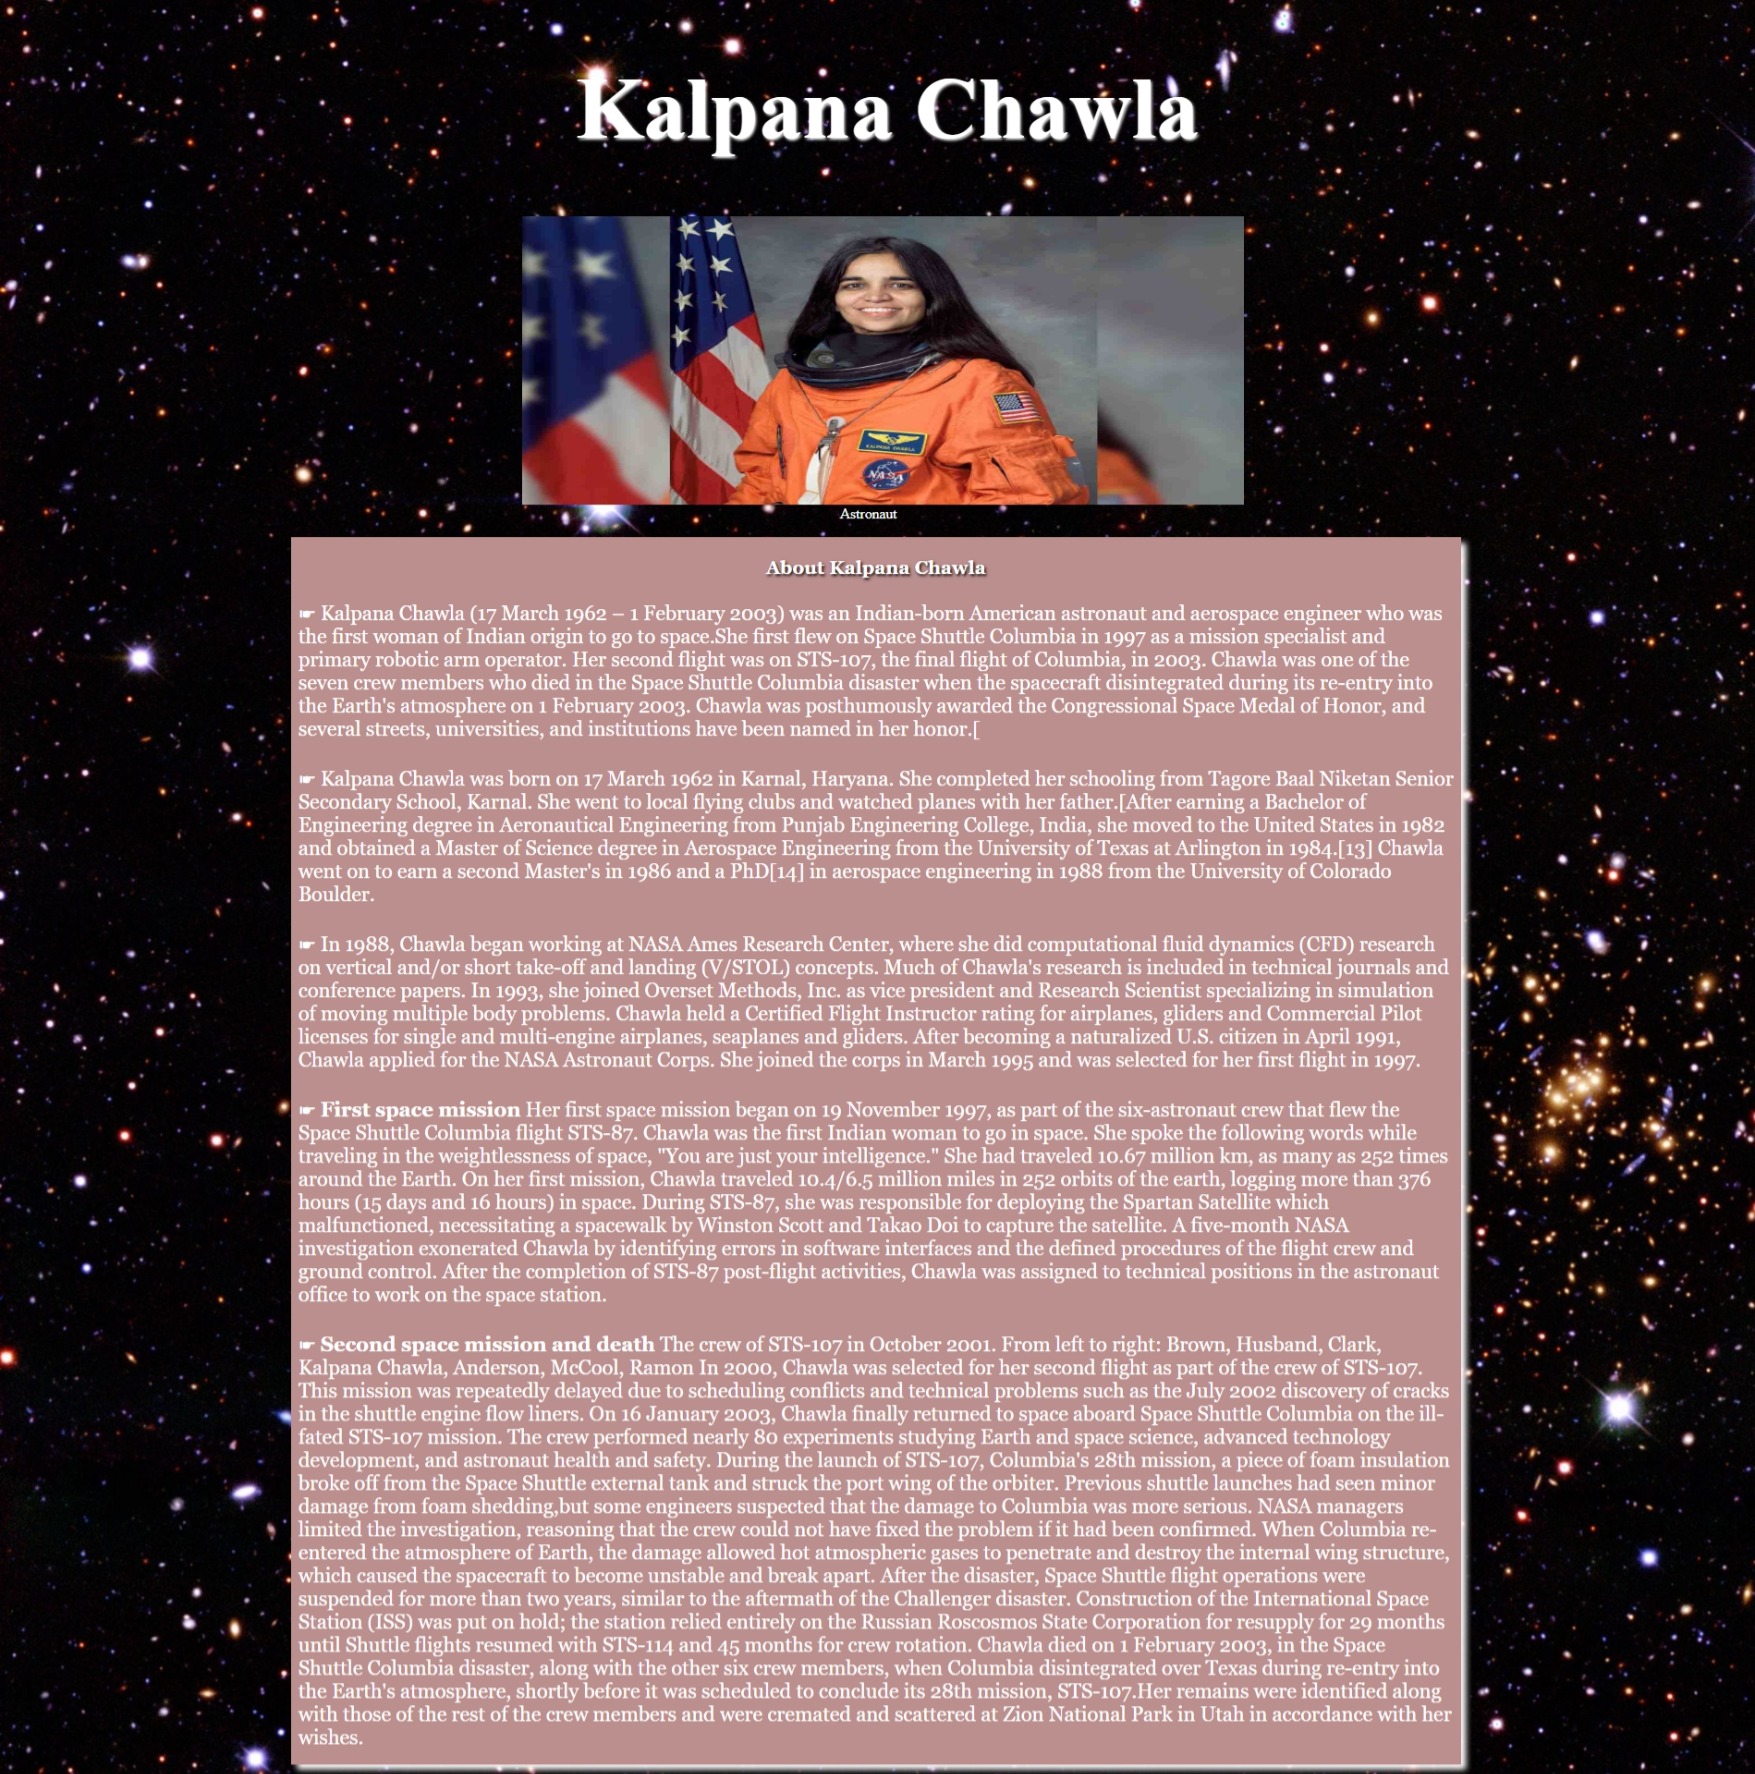 Kalpana Chawla
KALPANA CHAWLA
NASA
Astronaut
About Kalpana Chawla
☛ Kalpana Chawla (17 March 1962 – 1 February 2003) was an Indian-born American astronaut and aerospace engineer who was
the first woman of Indian origin to go to space.She first flew on Space Shuttle Columbia in 1997 as a mission specialist and
primary robotic arm operator. Her second flight was on STS-107, the final flight of Columbia, in 2003. Chawla was one of the
seven crew members who died in the Space Shuttle Columbia disaster when the spacecraft disintegrated during its re-entry into
the Earth's atmosphere on 1 February 2003. Chawla was posthumously awarded the Congressional Space Medal of Honor, and
several streets, universities, and institutions have been named in her honor.[
☛ Kalpana Chawla was born on 17 March 1962 in Karnal, Haryana. She completed her schooling from Tagore Baal Niketan Senior
Secondary School, Karnal. She went to local flying clubs and watched planes with her father.[After earning a Bachelor of
Engineering degree in Aeronautical Engineering from Punjab Engineering College, India, she moved to the United States in 1982
and obtained a Master of Science degree in Aerospace Engineering from the University of Texas at Arlington in 1984.[13] Chawla
went on to earn a second Master's in 1986 and a PhD[14] in aerospace engineering in 1988 from the University of Colorado
Boulder.
☛ In 1988, Chawla began working at NASA Ames Research Center, where she did computational fluid dynamics (CFD) research
on vertical and/or short take-off and landing (V/STOL) concepts. Much of Chawla's research is included in technical journals and
conference papers. In 1993, she joined Overset Methods, Inc. as vice president and Research Scientist specializing in simulation
of moving multiple body problems. Chawla held a Certified Flight Instructor rating for airplanes, gliders and Commercial Pilot
licenses for single and multi-engine airplanes, seaplanes and gliders. After becoming a naturalized U.S. citizen in April 1991,
Chawla applied for the NASA Astronaut Corps. She joined the corps in March 1995 and was selected for her first flight in 1997.
☛ First space mission Her first space mission began on 19 November 1997, as part of the six-astronaut crew that flew the
Space Shuttle Columbia flight STS-87. Chawla was the first Indian woman to go in space. She spoke the following words while
traveling in the weightlessness of space, "You are just your intelligence." She had traveled 10.67 million km, as many as 252 times
around the Earth. On her first mission, Chawla traveled 10.4/6.5 million miles in 252 orbits of the earth, logging more than 376
hours (15 days and 16 hours) in space. During STS-87, she was responsible for deploying the Spartan Satellite which
malfunctioned, necessitating a spacewalk by Winston Scott and Takao Doi to capture the satellite. A five-month NASA
investigation exonerated Chawla by identifying errors in software interfaces and the defined procedures of the flight crew and
ground control. After the completion of STS-87 post-flight activities, Chawla was assigned to technical positions in the astronaut
office to work on the space station.
☛ Second space mission and death The crew of STS-107 in October 2001. From left to right: Brown, Husband, Clark,
Kalpana Chawla, Anderson, McCool, Ramon In 2000, Chawla was selected for her second flight as part of the crew of STS-107.
This mission was repeatedly delayed due to scheduling conflicts and technical problems such as the July 2002 discovery of cracks
in the shuttle engine flow liners. On 16 January 2003, Chawla finally returned to space aboard Space Shuttle Columbia on the ill-
fated STS-107 mission. The crew performed nearly 80 experiments studying Earth and space science, advanced technology
development, and astronaut health and safety. During the launch of STS-107, Columbia's 28th mission, a piece of foam insulation
broke off from the Space Shuttle external tank and struck the port wing of the orbiter. Previous shuttle launches had seen minor
damage from foam shedding,but some engineers suspected that the damage to Columbia was more serious. NASA managers
limited the investigation, reasoning that the crew could not have fixed the problem if it had been confirmed. When Columbia re-
entered the atmosphere of Earth, the damage allowed hot atmospheric gases to penetrate and destroy the internal wing structure,
which caused the spacecraft to become unstable and break apart. After the disaster, Space Shuttle flight operations were
suspended for more than two years, similar to the aftermath of the Challenger disaster. Construction of the International Space
Station (ISS) was put on hold; the station relied entirely on the Russian Roscosmos State Corporation for resupply for 29 months
until Shuttle flights resumed with STS-114 and 45 months for crew rotation. Chawla died on 1 February 2003, in the Space
Shuttle Columbia disaster, along with the other six crew members, when Columbia disintegrated over Texas during re-entry into
the Earth's atmosphere, shortly before it was scheduled to conclude its 28th mission, STS-107.Her remains were identified along
with those of the rest of the crew members and were cremated and scattered at Zion National Park in Utah in accordance with her
wishes.